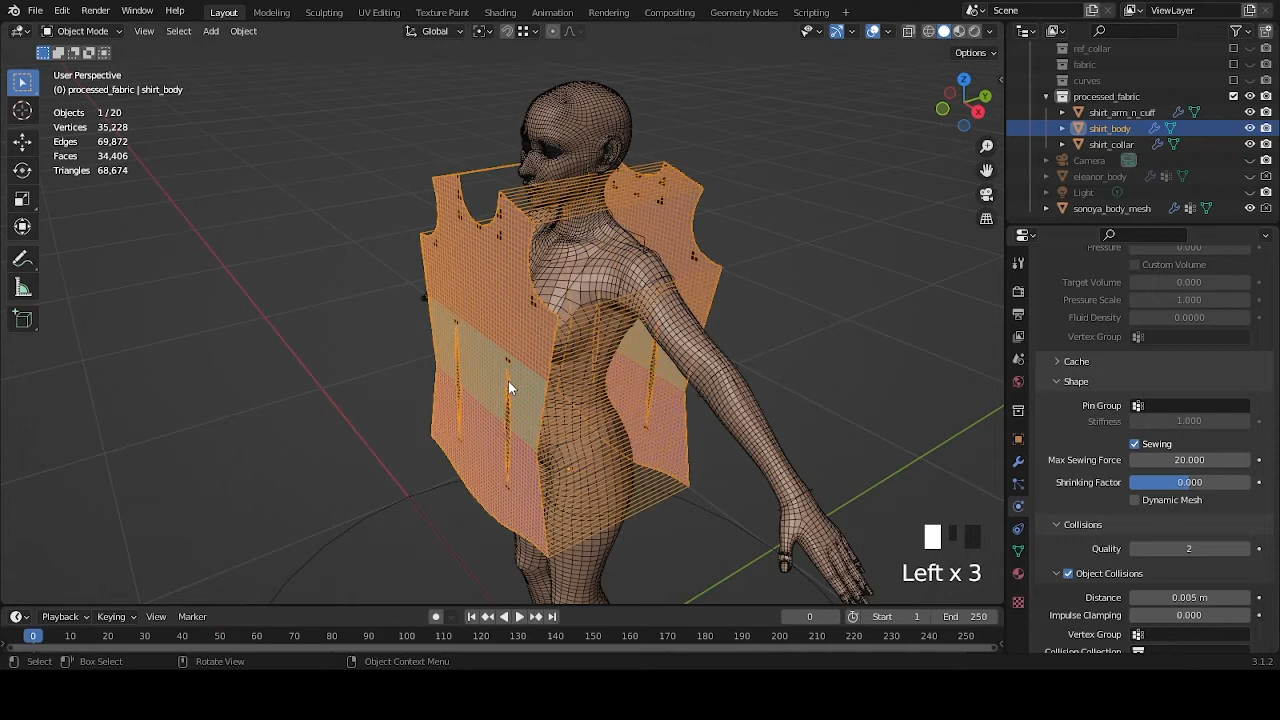 File Edit Render Window Help Layout Modeling Sculpting UV Editing Texture Paint Shading Animation Rendering Compositing Geometry Nodes Scripting + Scene ViewLayer
Object Mode View Select Add Object Global
Options
User Perspective
(0) processed_fabric | shirt_body
Objects 1/20
Vertices 35,228
Edges 69,872
Faces 34,406
Triangles 68,674
Z
Y
X
Left x 3
ref_collar
fabric
curves
processed_fabric
shirt_arm_n_cuff
shirt_body
shirt_collar
Camera
eleanor_body
Light
sonoya_body_mesh
Pressure 0.000
Custom Volume
Target Volume 0.000
Pressure Scale 1.000
Fluid Density 0.0000
Vertex Group
Cache
Shape
Pin Group
Stiffness 1.000
Sewing
Max Sewing Force 20.000
Shrinking Factor 0.000
Dynamic Mesh
Collisions
Quality 2
Object Collisions
Distance 0.005 m
Impulse Clamping 0.000
Vertex Group
Collision Collection
Playback Keying View Marker 0 Start 1 End 250
0 10 20 30 40 50 60 70 80 90 100 110 120 130 140 150 160 170 180 190 200 210 220 230 240 250
Select Box Select Rotate View Object Context Menu 3.1.2